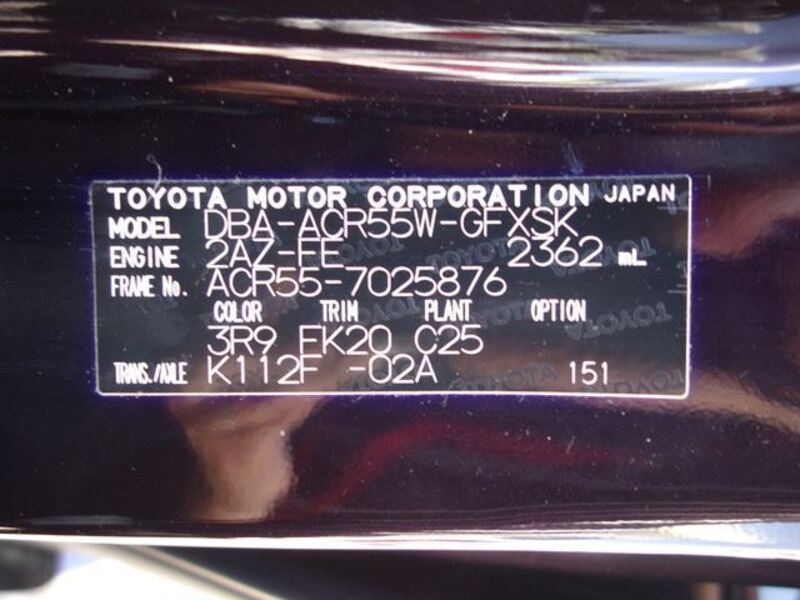 TOYOTA MOTOR CORPORATION JAPAN
MODEL DBA-ACR55W-GFXSK
ENGINE 2AZ-FE 2362 mL
FRAME No. ACR55-7025876
COLOR TRIM PLANT OPTION
3R9 FK20 C25
TRANS./AXLE K112F -02A 151